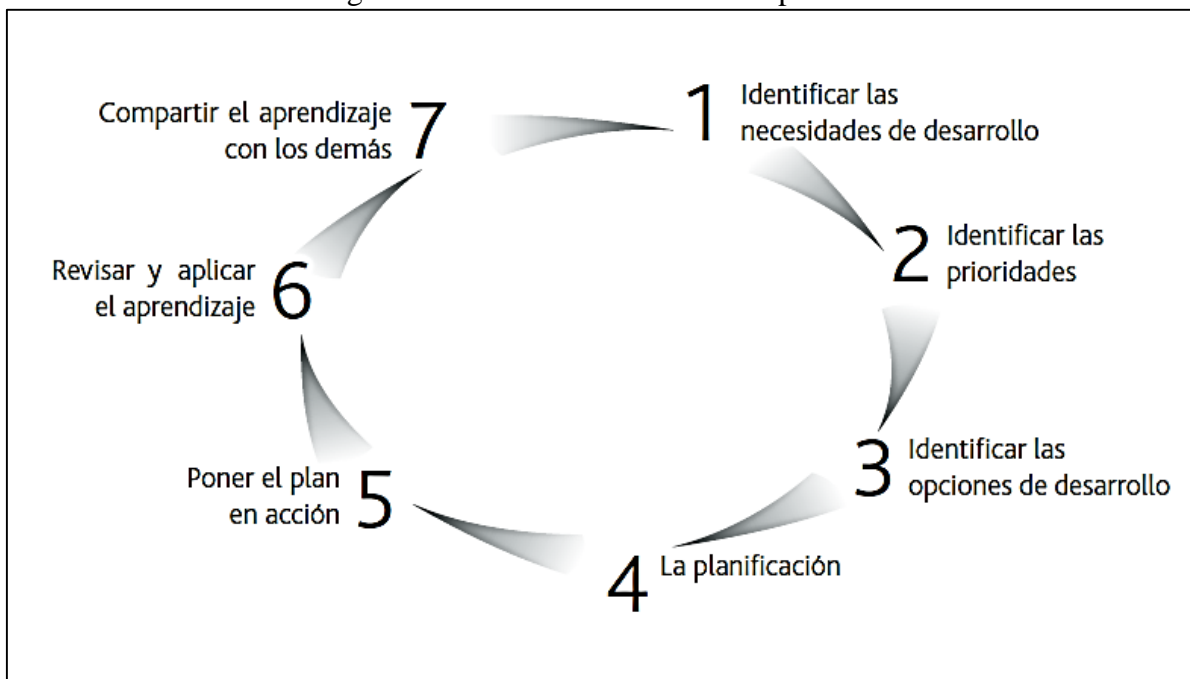 1 Identificar las
necesidades de desarrollo
2 Identificar las
prioridades
3 Identificar las
opciones de desarrollo
4 La planificación
5 Poner el plan
en acción
6 Revisar y aplicar
el aprendizaje
7 Compartir el aprendizaje
con los demás